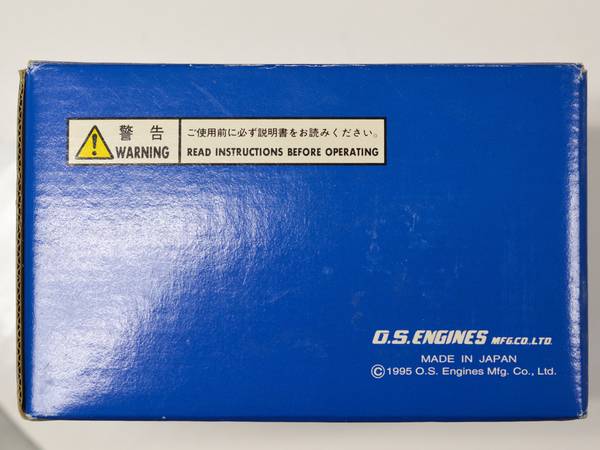 警告
WARNING
ご使用前に必ず説明書をお読みください。
READ INSTRUCTIONS BEFORE OPERATING
O.S.ENGINES MFG.CO.,LTD.
MADE IN JAPAN
©1995 O.S. Engines Mfg. Co., Ltd.